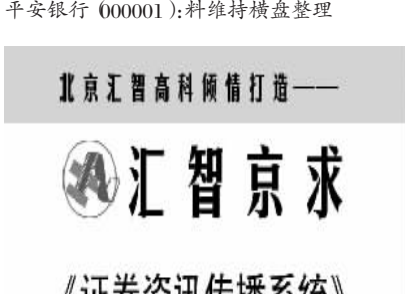 平安银行（000001）：料维持横盘整理
北京汇智高科倾情打造——
汇智京求
《证券资讯传播系统》